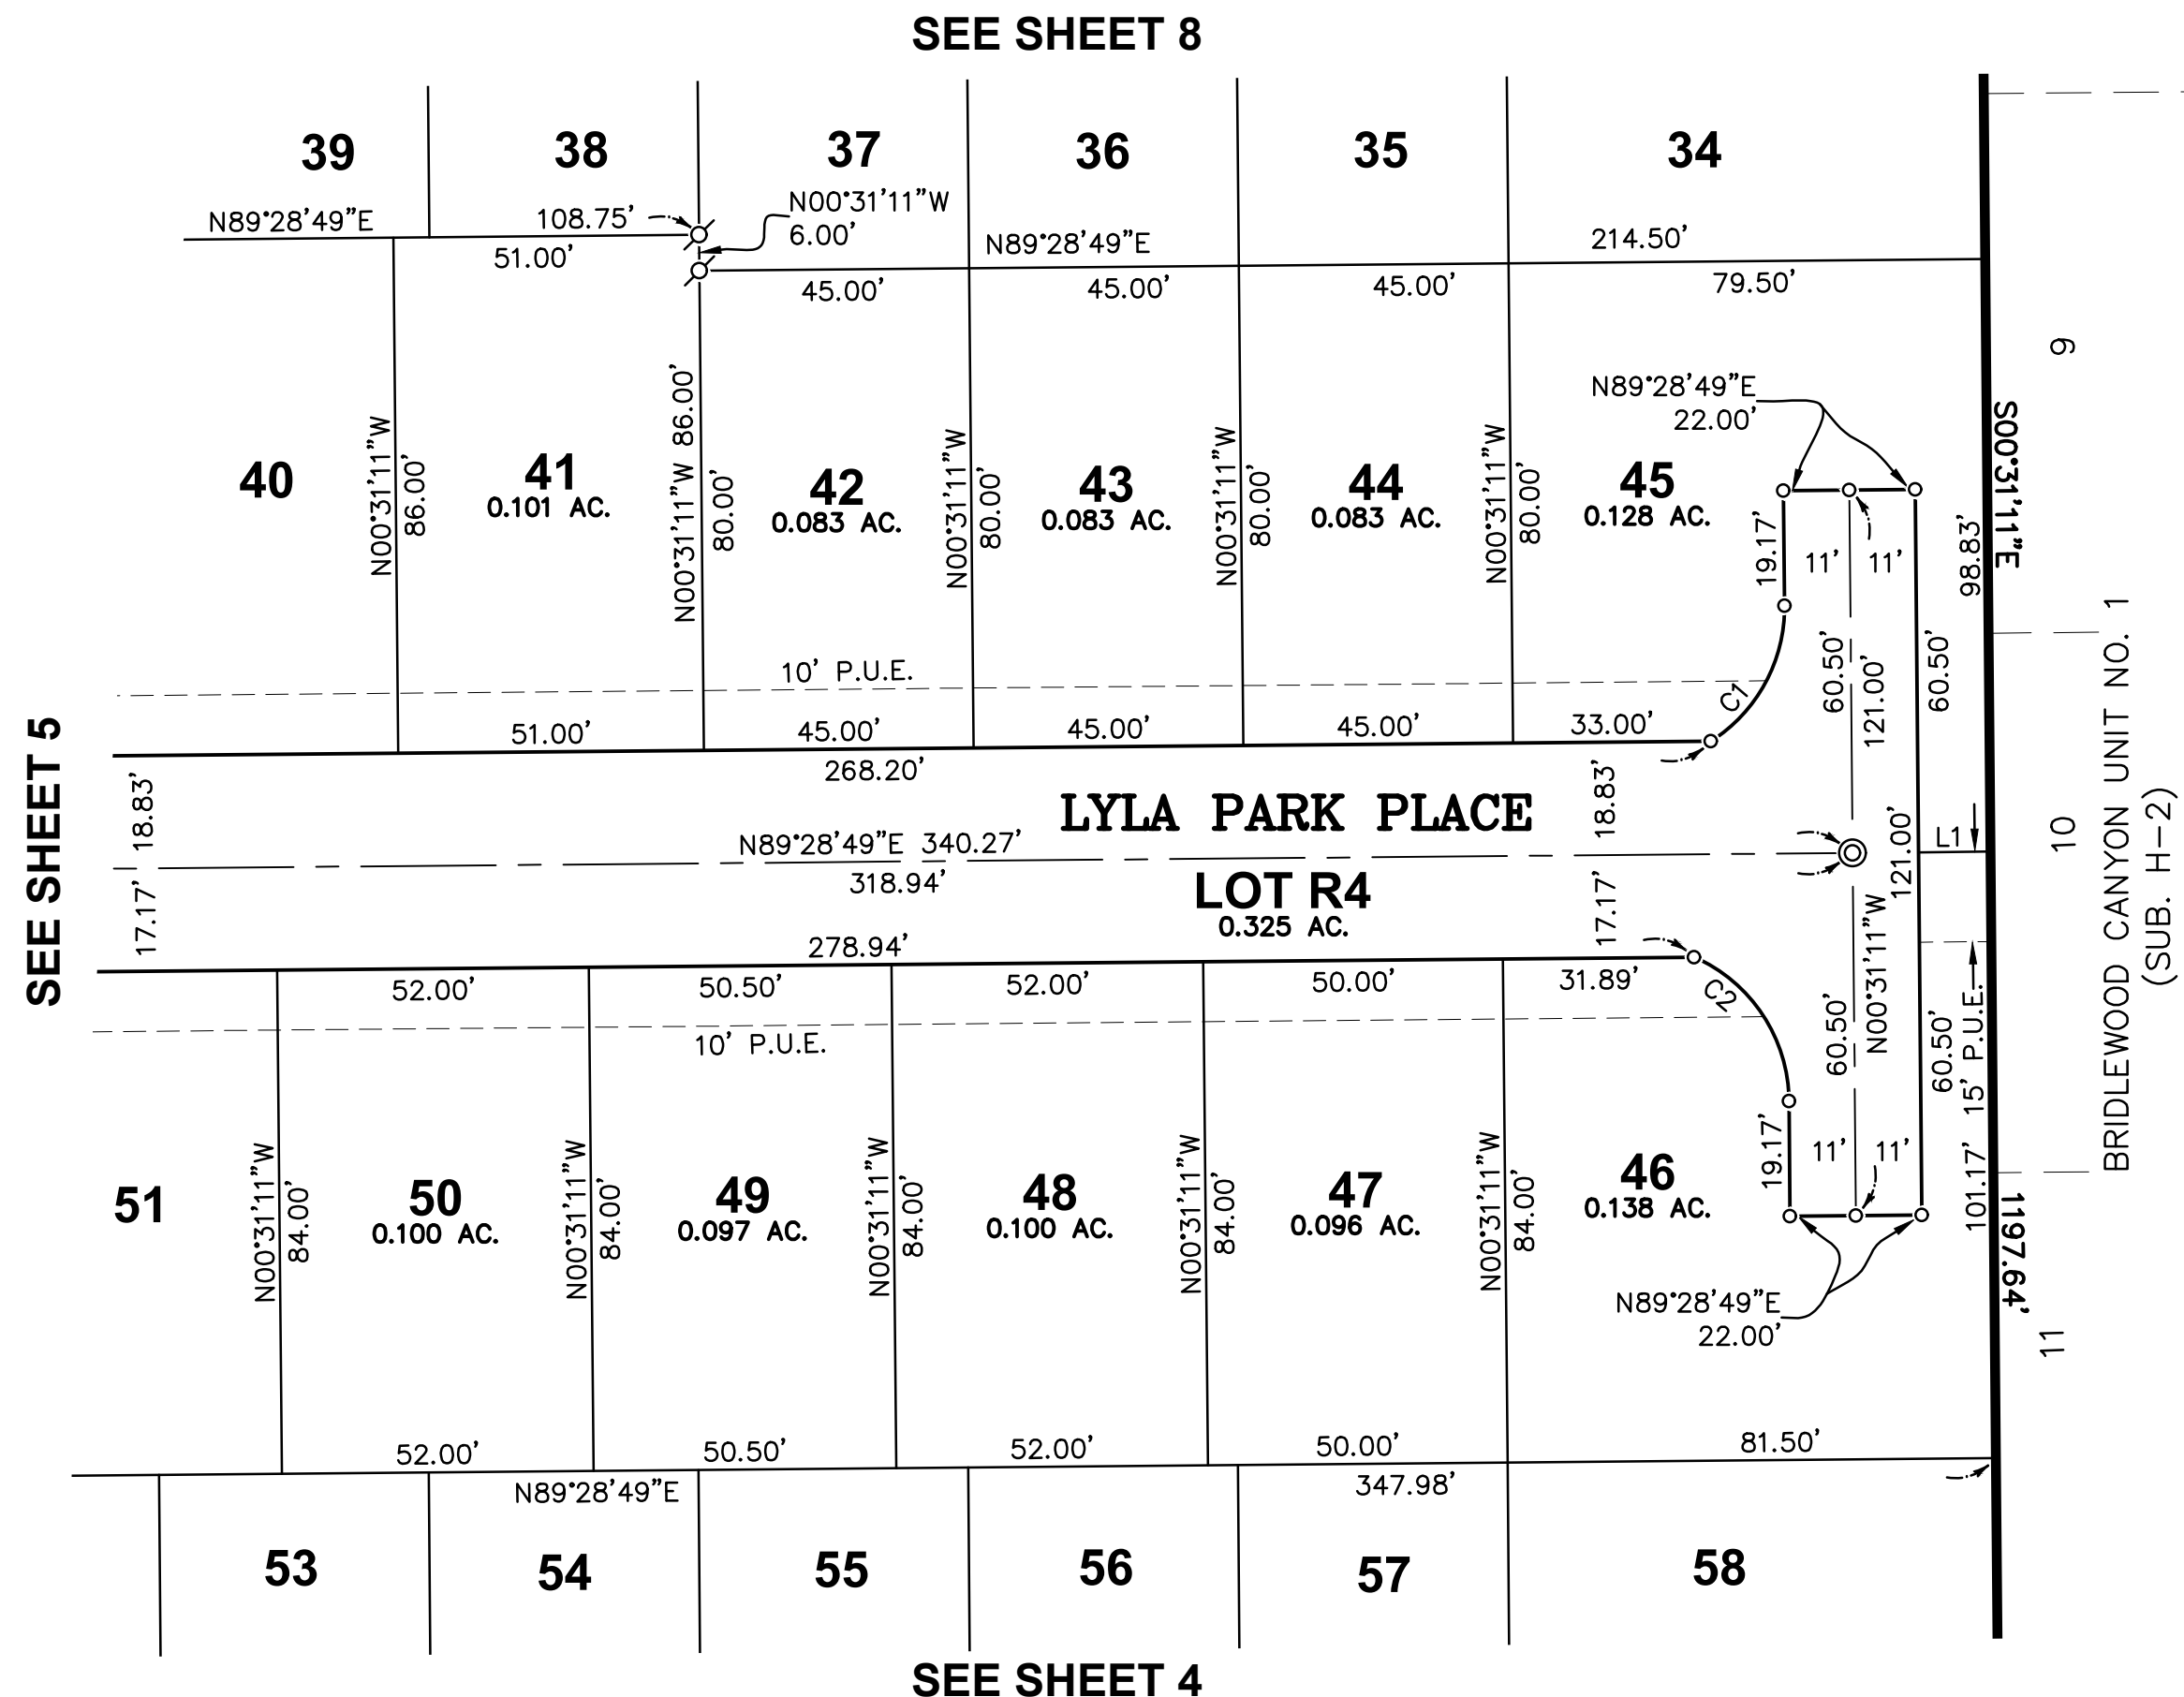 SEE SHEET 8
39
38
37
36
35
34
N89°28'49"E
108.75'
51.00'
N00°31'11"W
6.00'
N89°28'49"E
214.50'
45.00'
45.00'
45.00'
79.50'
N89°28'49"E
22.00'
40
N00°31'11"W
86.00'
41
0.101 AC.
N00°31'11"W 86.00'
80.00'
42
0.083 AC.
N00°31'11"W
80.00'
43
0.083 AC.
N00°31'11"W
80.00'
44
0.083 AC.
N00°31'11"W
80.00'
45
0.128 AC.
19.17'
11'
11'
98.83'
S00°31'11"E
9
10' P.U.E.
C1
60.50'
121.00'
60.50'
51.00'
45.00'
45.00'
45.00'
33.00'
268.20'
SEE SHEET 5
18.83'
18.83'
LYLA PARK PLACE
N89°28'49"E 340.27'
318.94'
17.17'
17.17'
LOT R4
0.325 AC.
121.00'
L1
10
BRIDLEWOOD CANYON UNIT NO. 1
(SUB. H-2)
278.94'
52.00'
50.50'
52.00'
50.00'
31.89'
C2
10' P.U.E.
60.50'
N00°31'11"W
60.50'
15' P.U.E.
51
N00°31'11"W
84.00'
50
0.100 AC.
N00°31'11"W
84.00'
49
0.097 AC.
N00°31'11"W
84.00'
48
0.100 AC.
N00°31'11"W
84.00'
47
0.096 AC.
N00°31'11"W
84.00'
46
0.138 AC.
19.17'
11'
11'
101.17'
1197.64'
11
N89°28'49"E
22.00'
52.00'
50.50'
52.00'
50.00'
81.50'
N89°28'49"E
347.98'
53
54
55
56
57
58
SEE SHEET 4